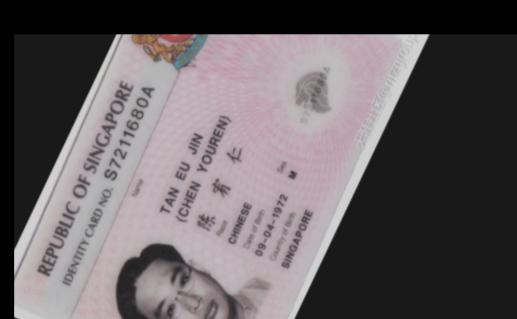 REPUBLIC OF SINGAPORE
IDENTITY CARD NO. S7211680A
Name
TAN EU JIN
(CHEN YOUREN)
陈 宥 仁
Race
CHINESE
Date of Birth Sex
09-04-1972 M
Country of Birth
SINGAPORE